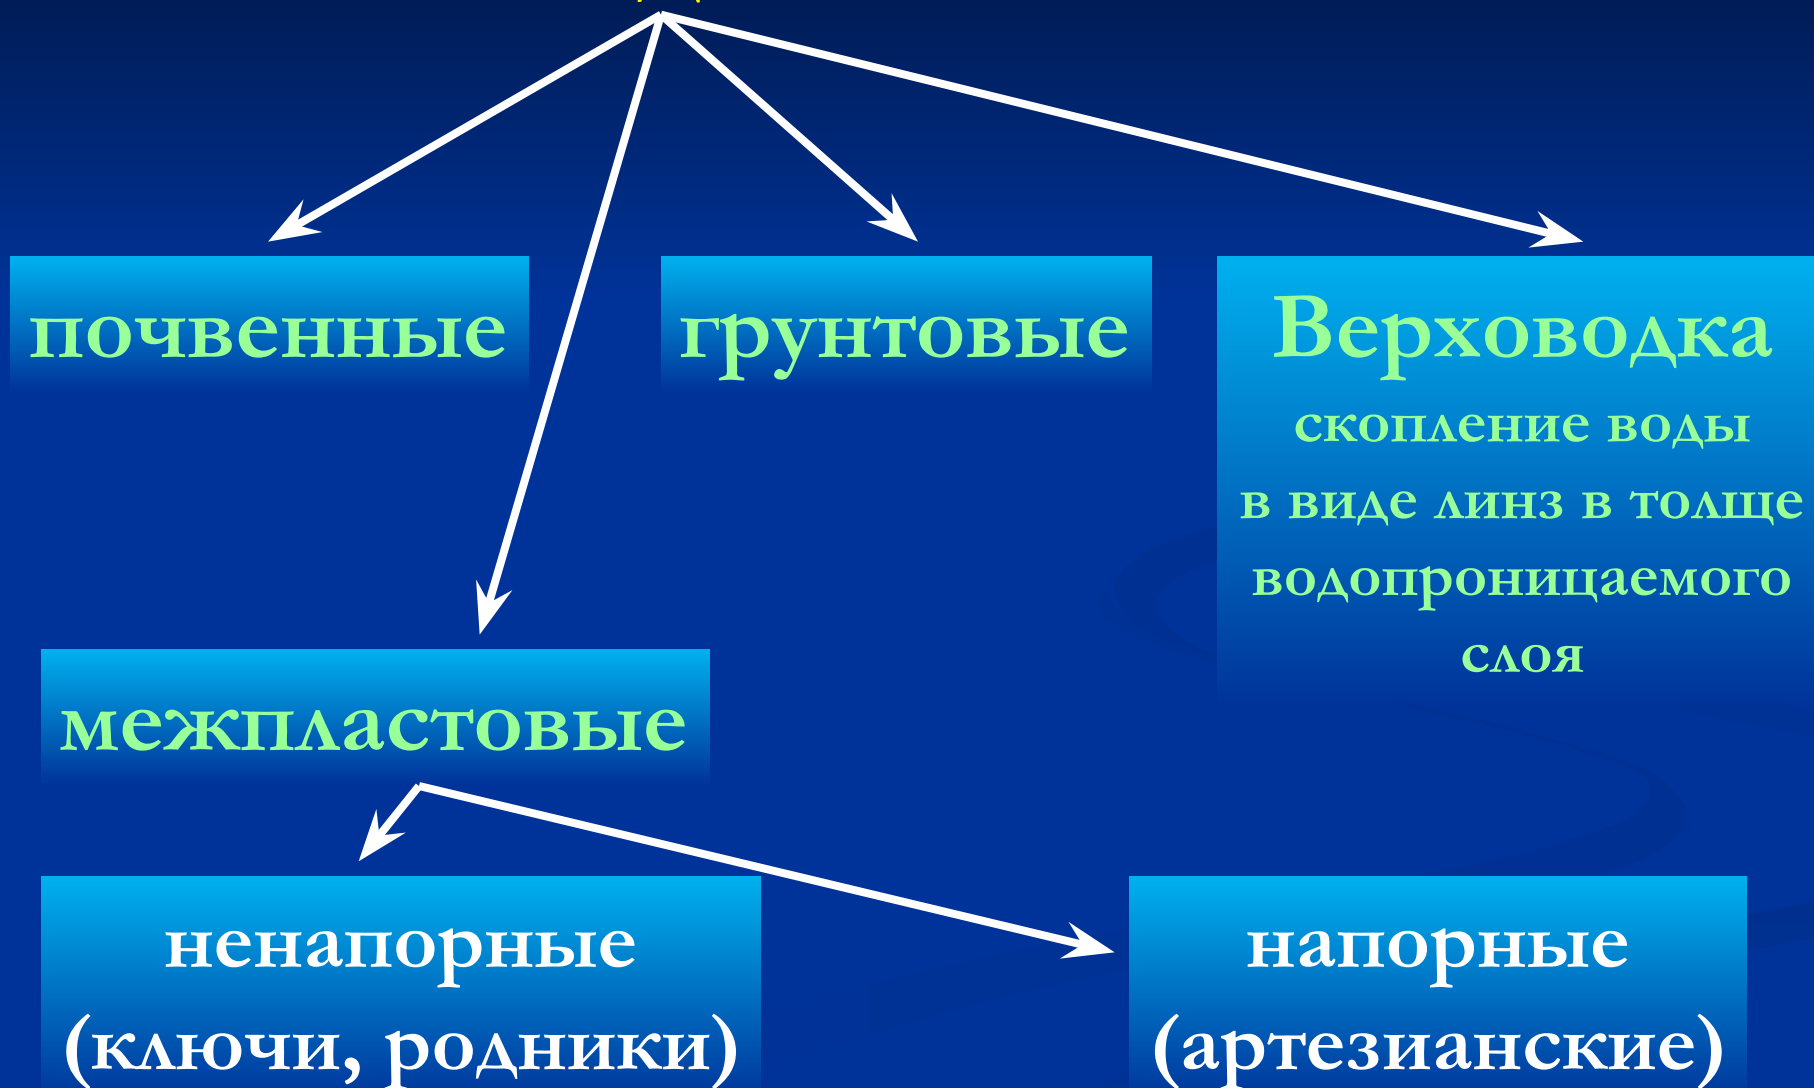 почвенные
грунтовые
Верховодка
скопление воды
в виде линз в толще
водопроницаемого
слоя
межпластовые
ненапорные
(ключи, родники)
напорные
(артезианские)